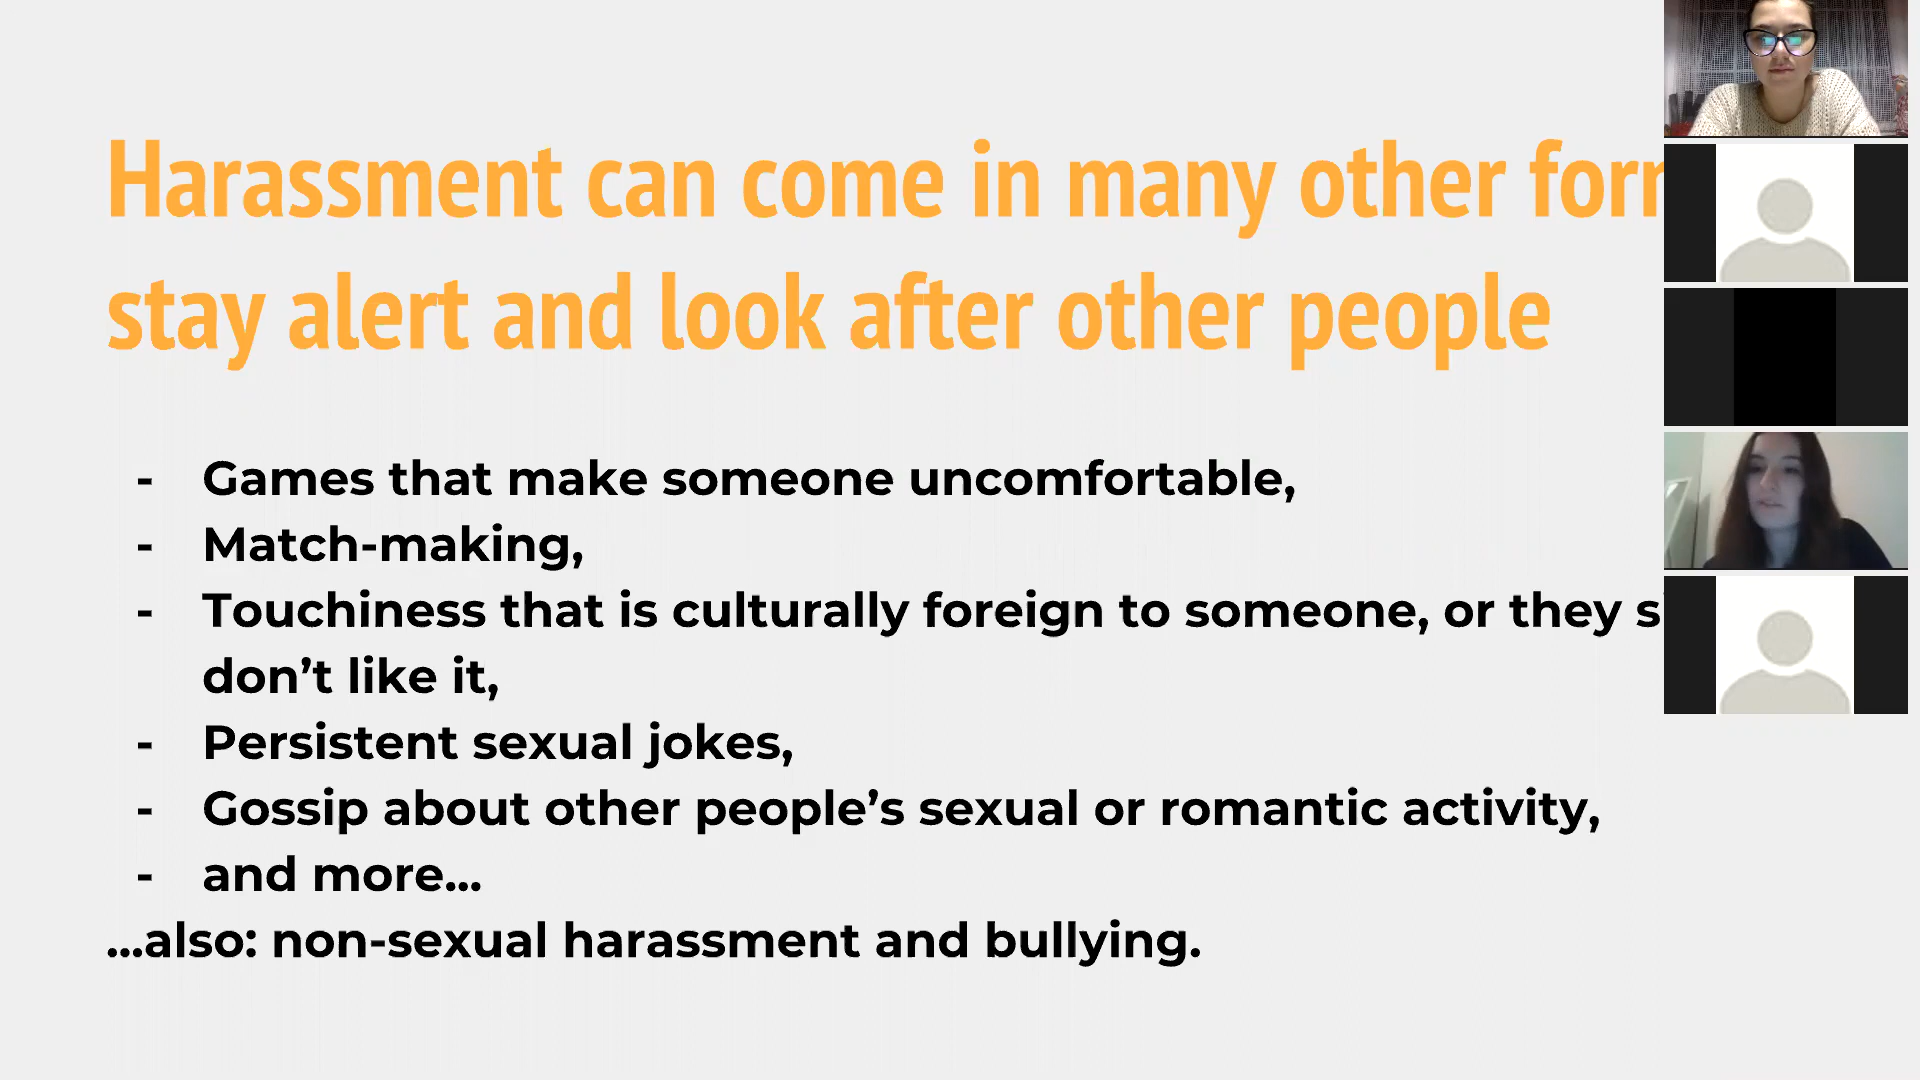 Harassment can come in many other
stay alert and look after other people
- Games that make someone uncomfortable,
- Match-making,
- Touchiness that is culturally foreign to someone, or they
don’t like it,
- Persistent sexual jokes,
- Gossip about other people’s sexual or romantic activity,
- and more...
...also: non-sexual harassment and bullying.